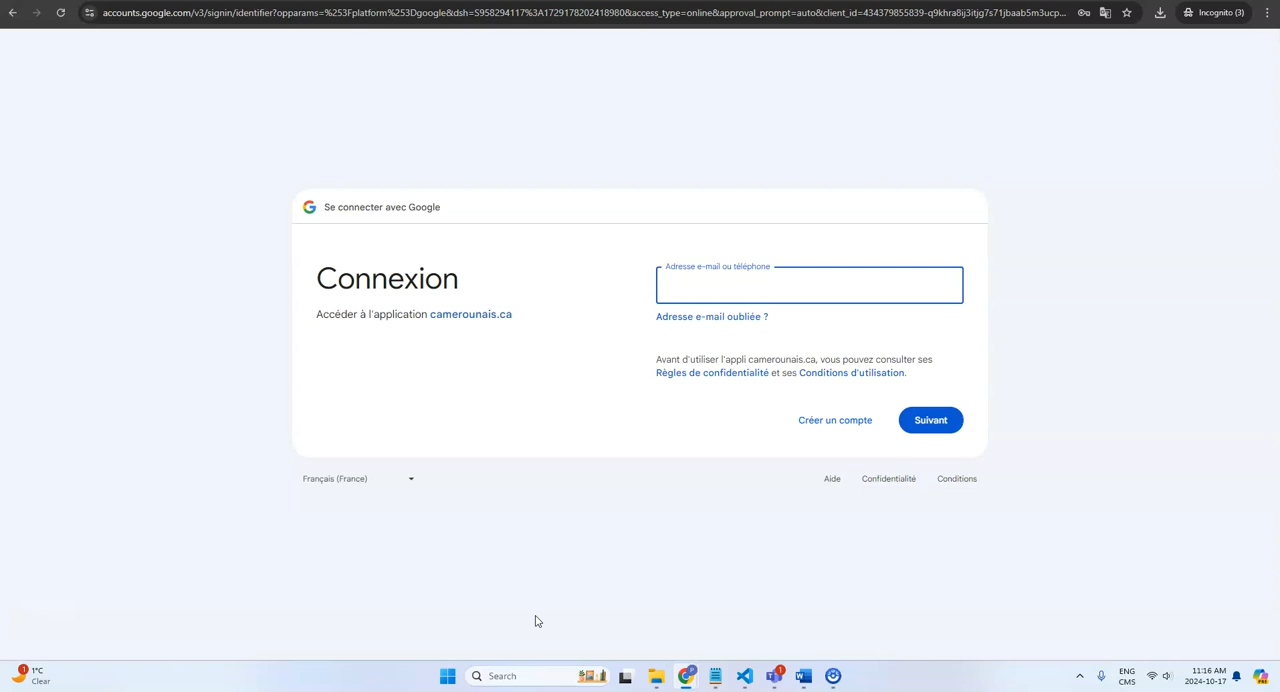 accounts.google.com/v3/signin/identifier?opparams=%253Fplatform%253Dgoogle&dsh=S958294117%3A1729178202418980&access_type=online&approval_prompt=auto&client_id=434379855839-q9khra8ij3itjg7s71jbaab5m3ucp...
Incognito (3)
Se connecter avec Google
Connexion
Accéder à l'application camerounais.ca
Adresse e-mail ou téléphone
Adresse e-mail oubliée ?
Avant d'utiliser l'appli camerounais.ca, vous pouvez consulter ses
Règles de confidentialité et ses Conditions d'utilisation.
Créer un compte
Suivant
Français (France)
Aide
Confidentialité
Conditions
1
1°C
Clear
Search
P
1
ENG
CMS
11:16 AM
2024-10-17